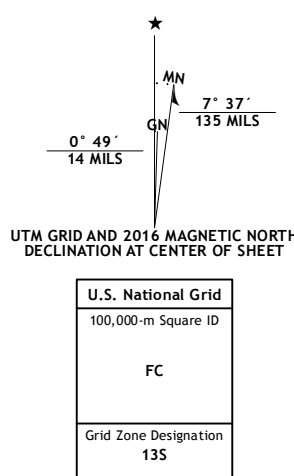 ★
MN
GN
7° 37´
135 MILS
0° 49´
14 MILS
UTM GRID AND 2016 MAGNETIC NORTH
DECLINATION AT CENTER OF SHEET
U.S. National Grid
100,000-m Square ID
FC
Grid Zone Designation
13S